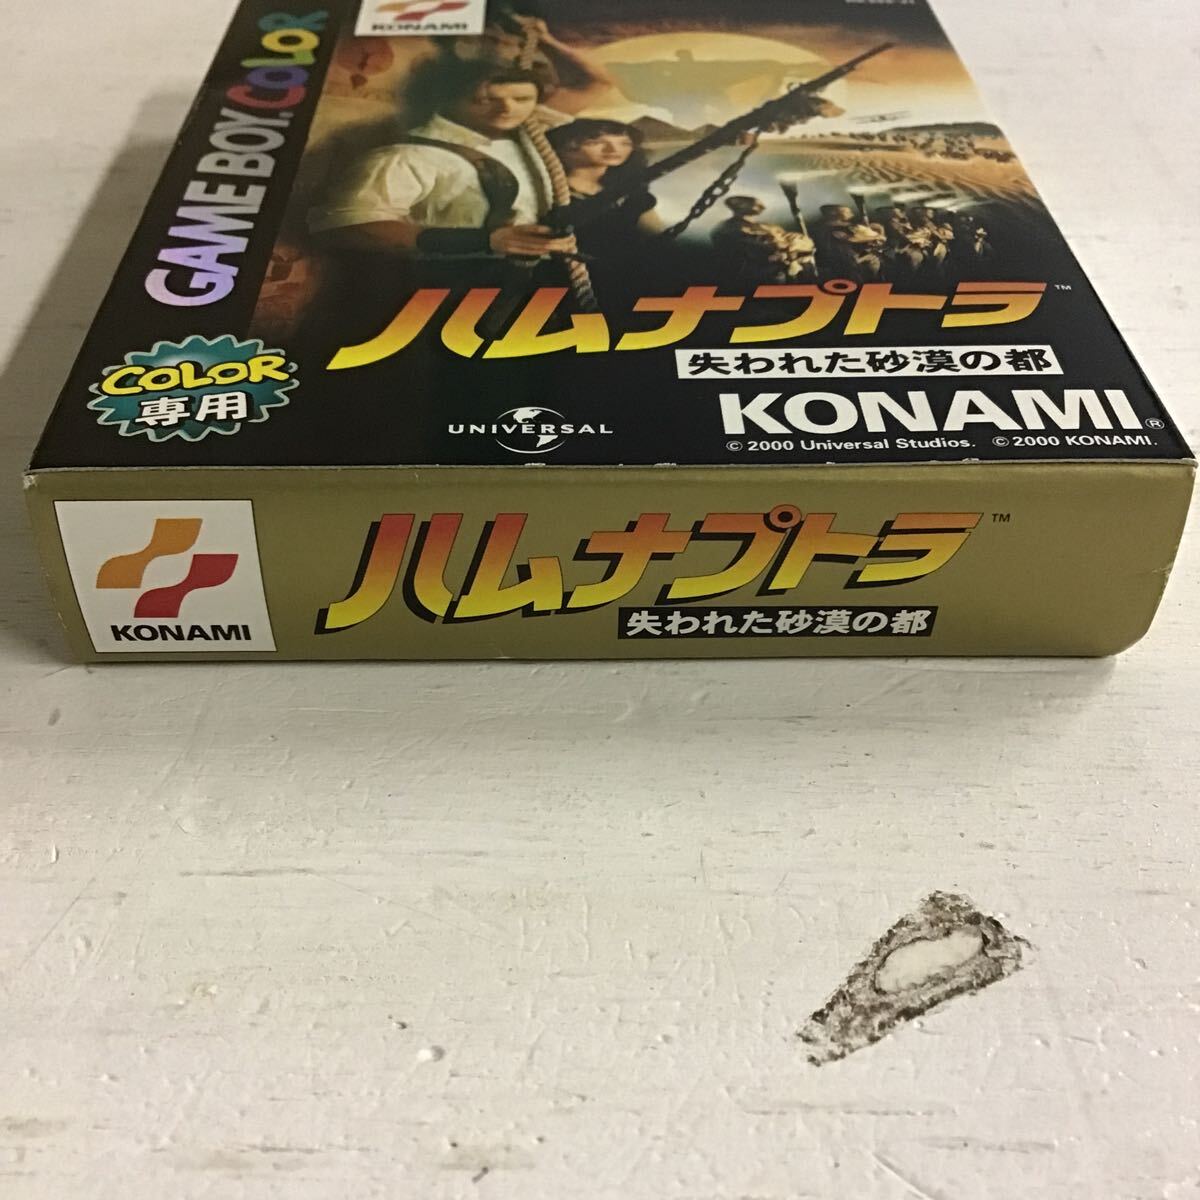 KONAMI
GAME BOY COLOR
ハムナプトラ™
失われた砂漠の都
COLOR
専用
UNIVERSAL
KONAMI®
© 2000 Universal Studios. © 2000 KONAMI.
KONAMI
ハムナプトラ™
失われた砂漠の都